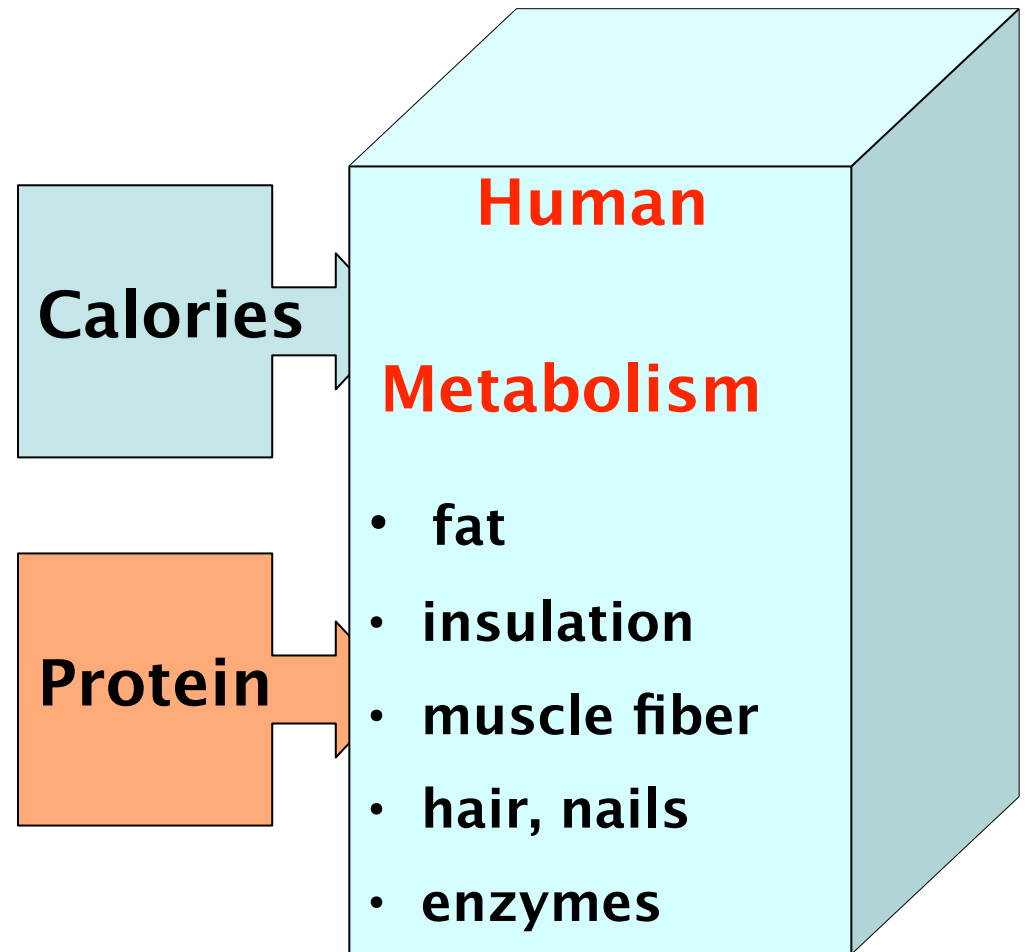 Calories
Protein
Human
Metabolism
• fat
• insulation
• muscle fiber
• hair, nails
• enzymes